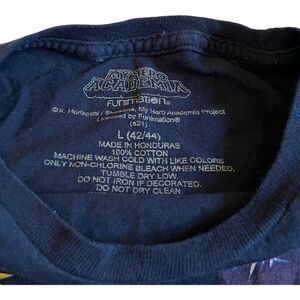 MY HERO
ACADEMIA
FUNIMATION®
©K. Horikoshi / Shueisha, My Hero Academia Project
Licensed by Funimation®
(s21)
L (42/44)
MADE IN HONDURAS
100% COTTON
MACHINE WASH COLD WITH LIKE COLORS
ONLY NON-CHLORINE BLEACH WHEN NEEDED.
TUMBLE DRY LOW.
DO NOT IRON IF DECORATED.
DO NOT DRY CLEAN